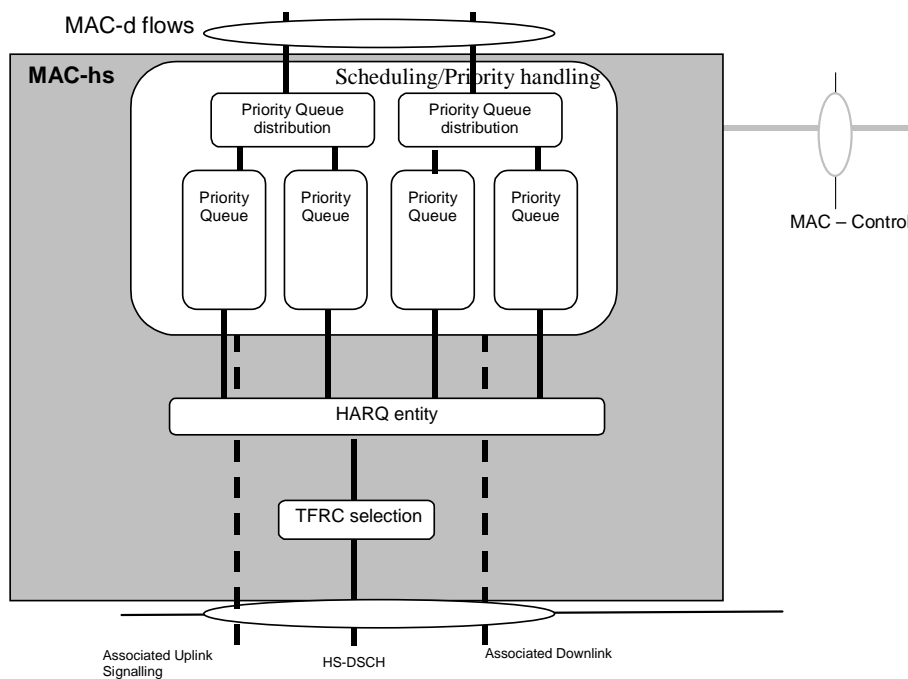 MAC-d flows
MAC-hs
Scheduling/Priority handling
Priority Queue
distribution
Priority Queue
distribution
Priority
Queue
Priority
Queue
Priority
Queue
Priority
Queue
MAC – Control
HARQ entity
TFRC selection
Associated Uplink
Signalling
HS-DSCH
Associated Downlink